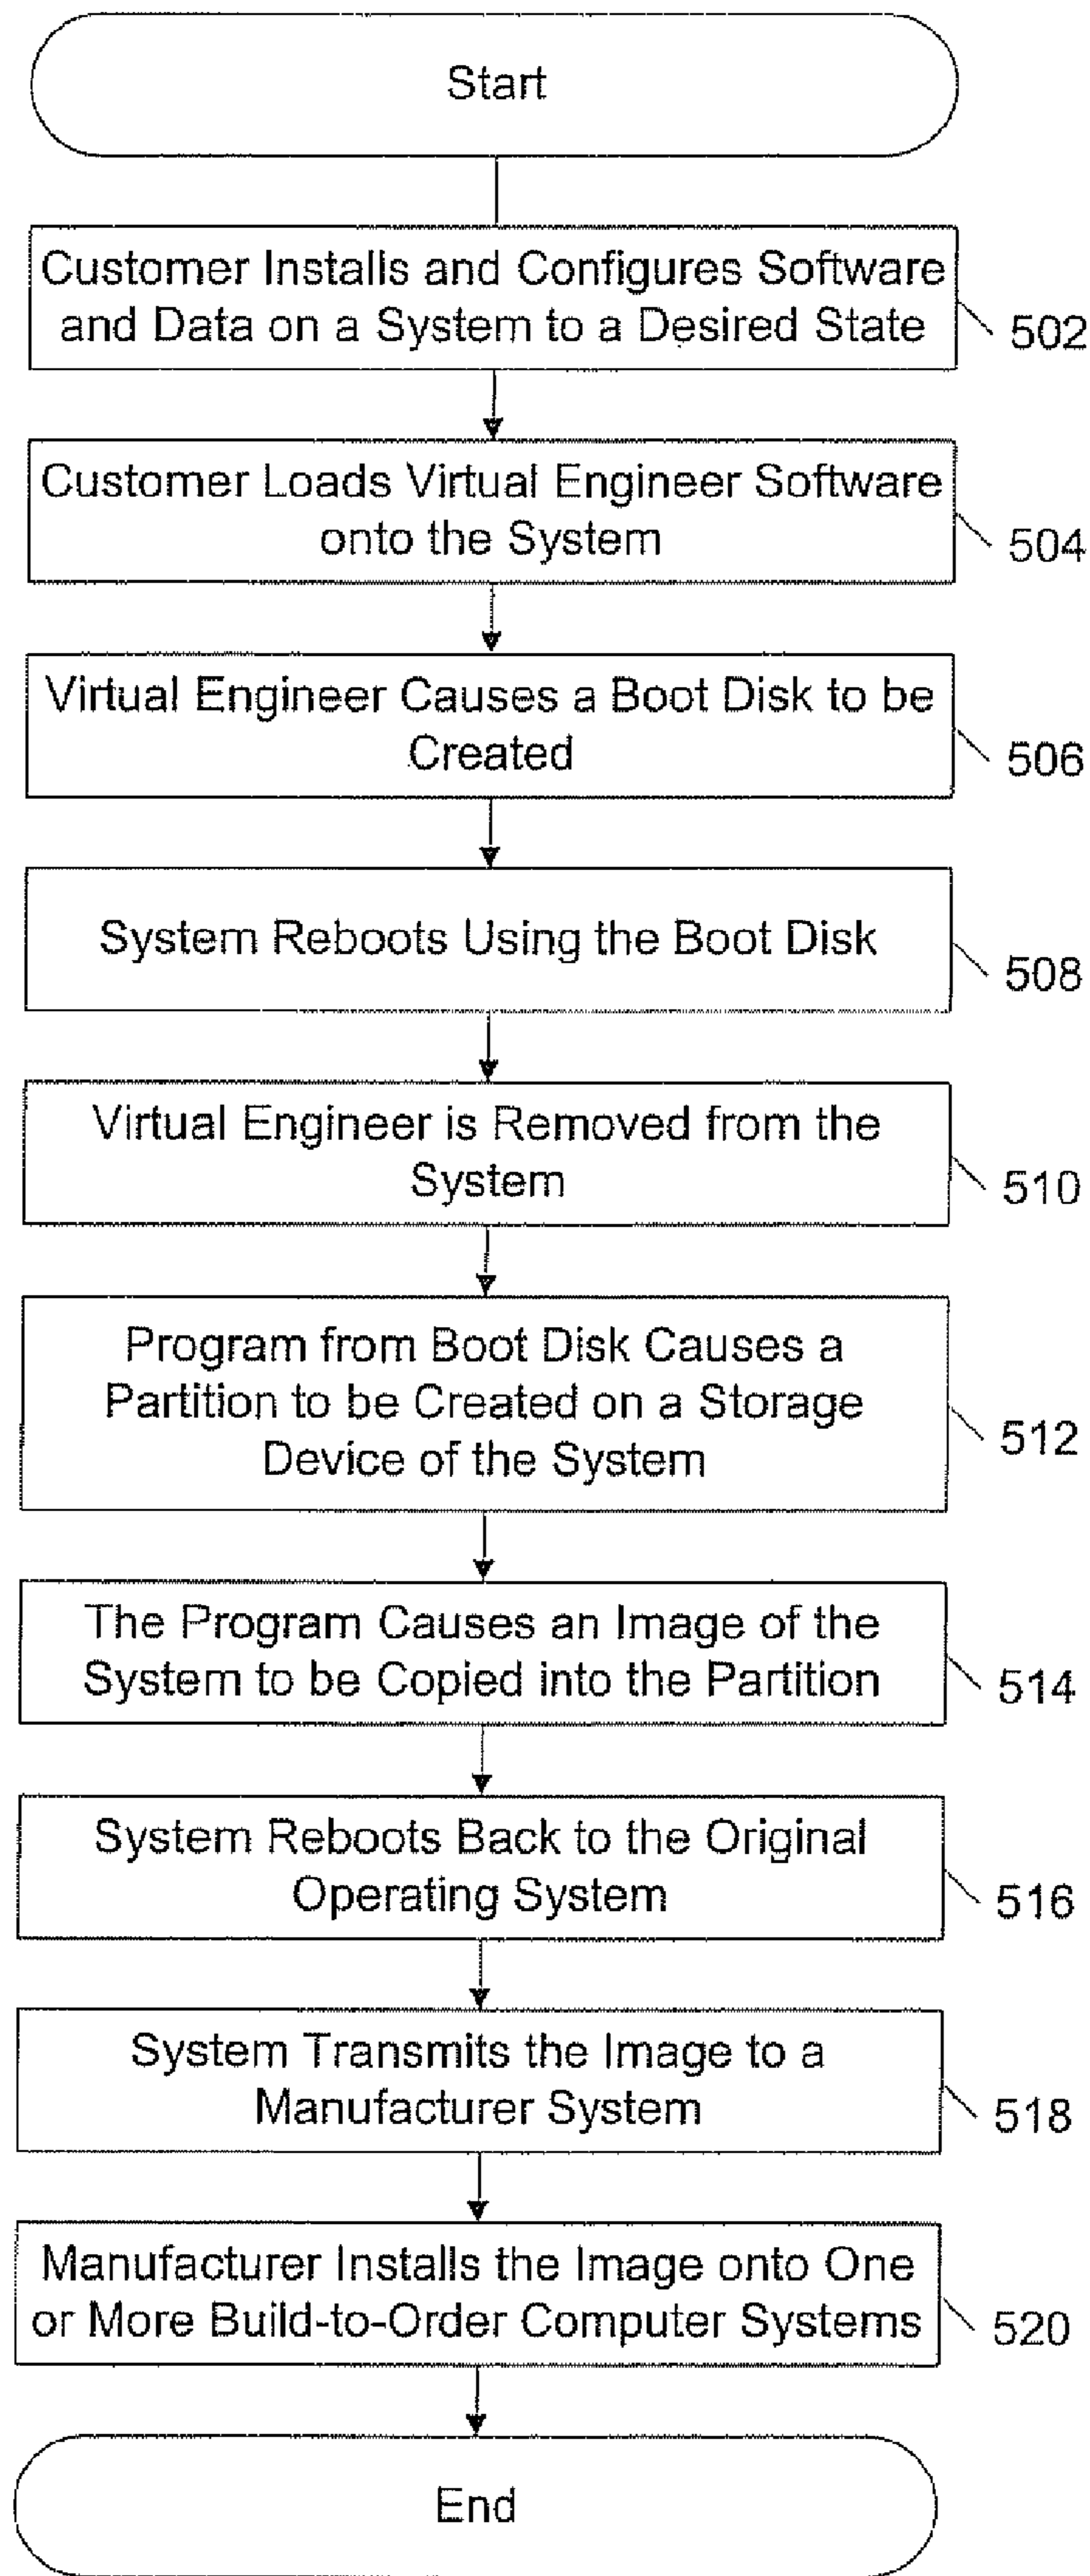 Start
Customer Installs and Configures Software
and Data on a System to a Desired State
502
Customer Loads Virtual Engineer Software
onto the System
504
Virtual Engineer Causes a Boot Disk to be
Created
506
System Reboots Using the Boot Disk
508
Virtual Engineer is Removed from the
System
510
Program from Boot Disk Causes a
Partition to be Created on a Storage
Device of the System
512
The Program Causes an Image of the
System to be Copied into the Partition
514
System Reboots Back to the Original
Operating System
516
System Transmits the Image to a
Manufacturer System
518
Manufacturer Installs the Image onto One
or More Build-to-Order Computer Systems
520
End